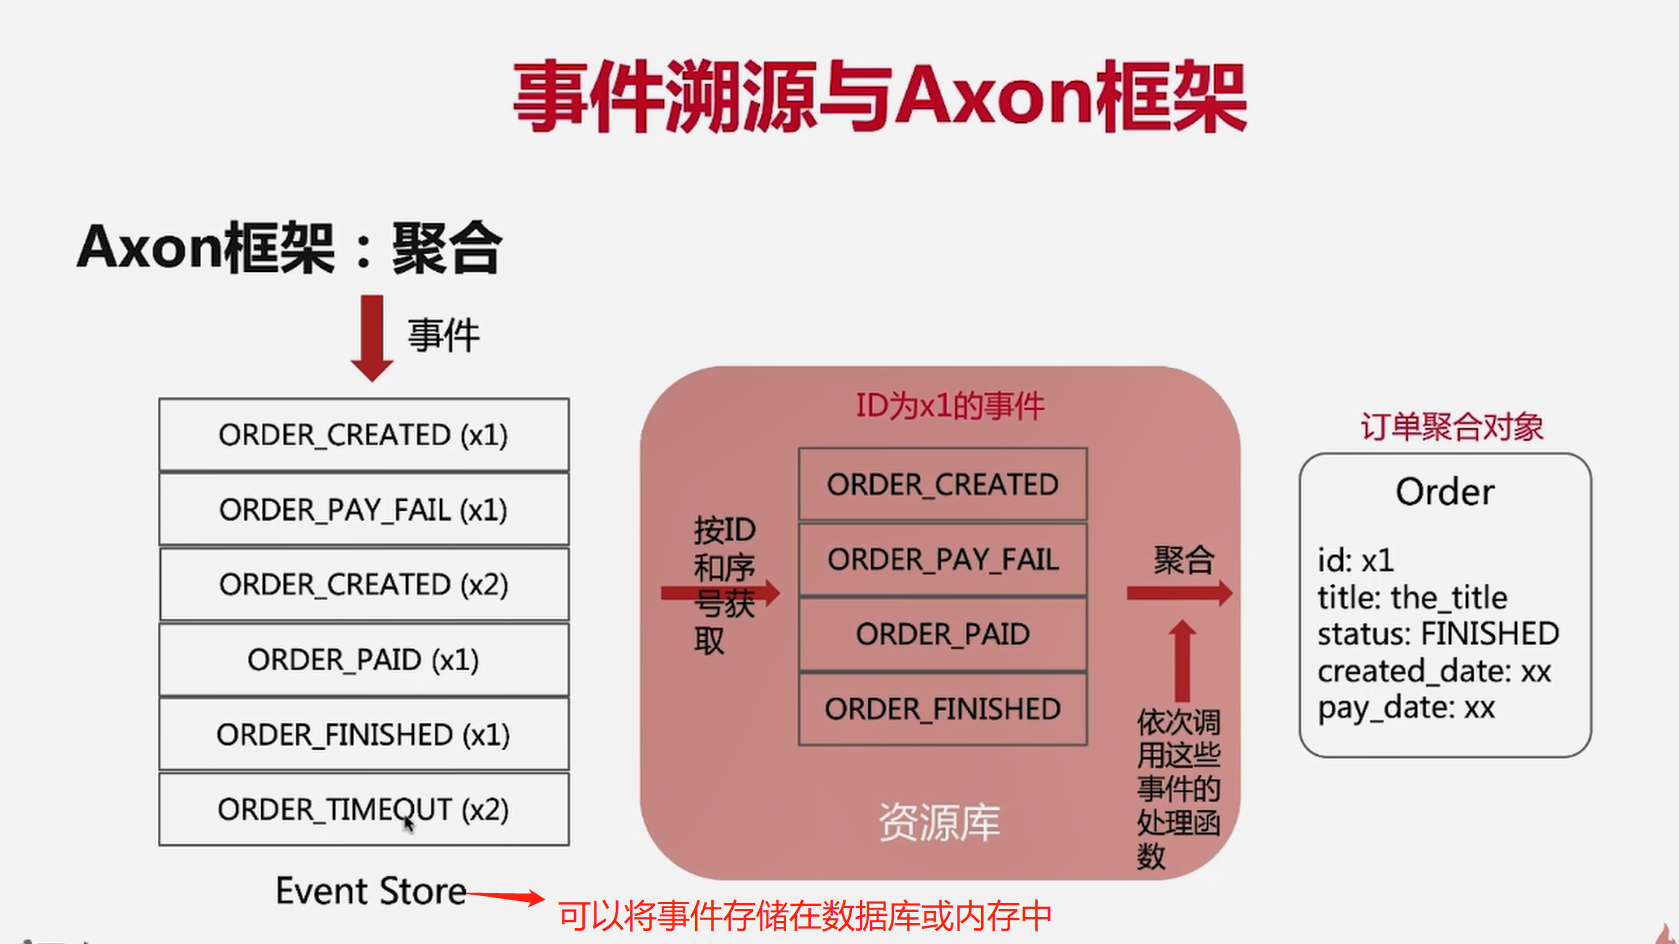 事件溯源与Axon框架
Axon框架：聚合
事件
ORDER_CREATED (x1)
ORDER_PAY_FAIL (x1)
ORDER_CREATED (x2)
ORDER_PAID (x1)
ORDER_FINISHED (x1)
ORDER_TIMEOUT (x2)
Event Store
可以将事件存储在数据库或内存中
ID为x1的事件
按ID
和序
号获
取
ORDER_CREATED
ORDER_PAY_FAIL
ORDER_PAID
ORDER_FINISHED
资源库
聚合
依次调
用这些
事件的
处理函
数
订单聚合对象
Order
id: x1
title: the_title
status: FINISHED
created_date: xx
pay_date: xx